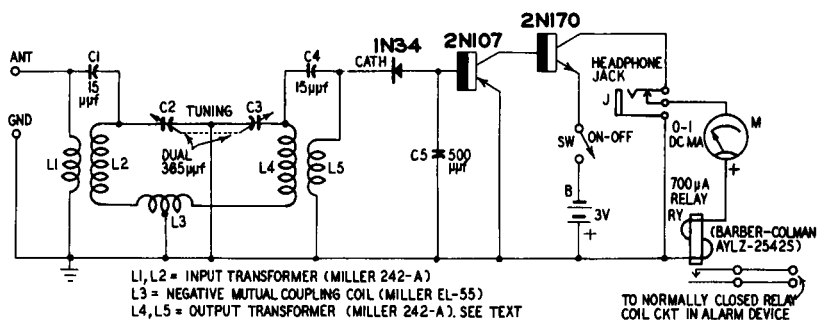 ANT
GND
C1
15
μμf
L1
L2
C2
TUNING
C3
DUAL
365μμf
L3
C4
15μμf
L4
L5
CATH
1N34
C5
500
μμf
2N107
2N170
SW
ON-OFF
B
3V
+
HEADPHONE
JACK
J
0-1
DC MA
M
+
700μA
RELAY
RY
(BARBER-COLMAN
AYLZ-2542S)
L1, L2 = INPUT TRANSFORMER (MILLER 242-A)
L3 = NEGATIVE MUTUAL COUPLING COIL (MILLER EL-55)
L4, L5 = OUTPUT TRANSFORMER (MILLER 242-A). SEE TEXT
TO NORMALLY CLOSED RELAY
COIL CKT IN ALARM DEVICE